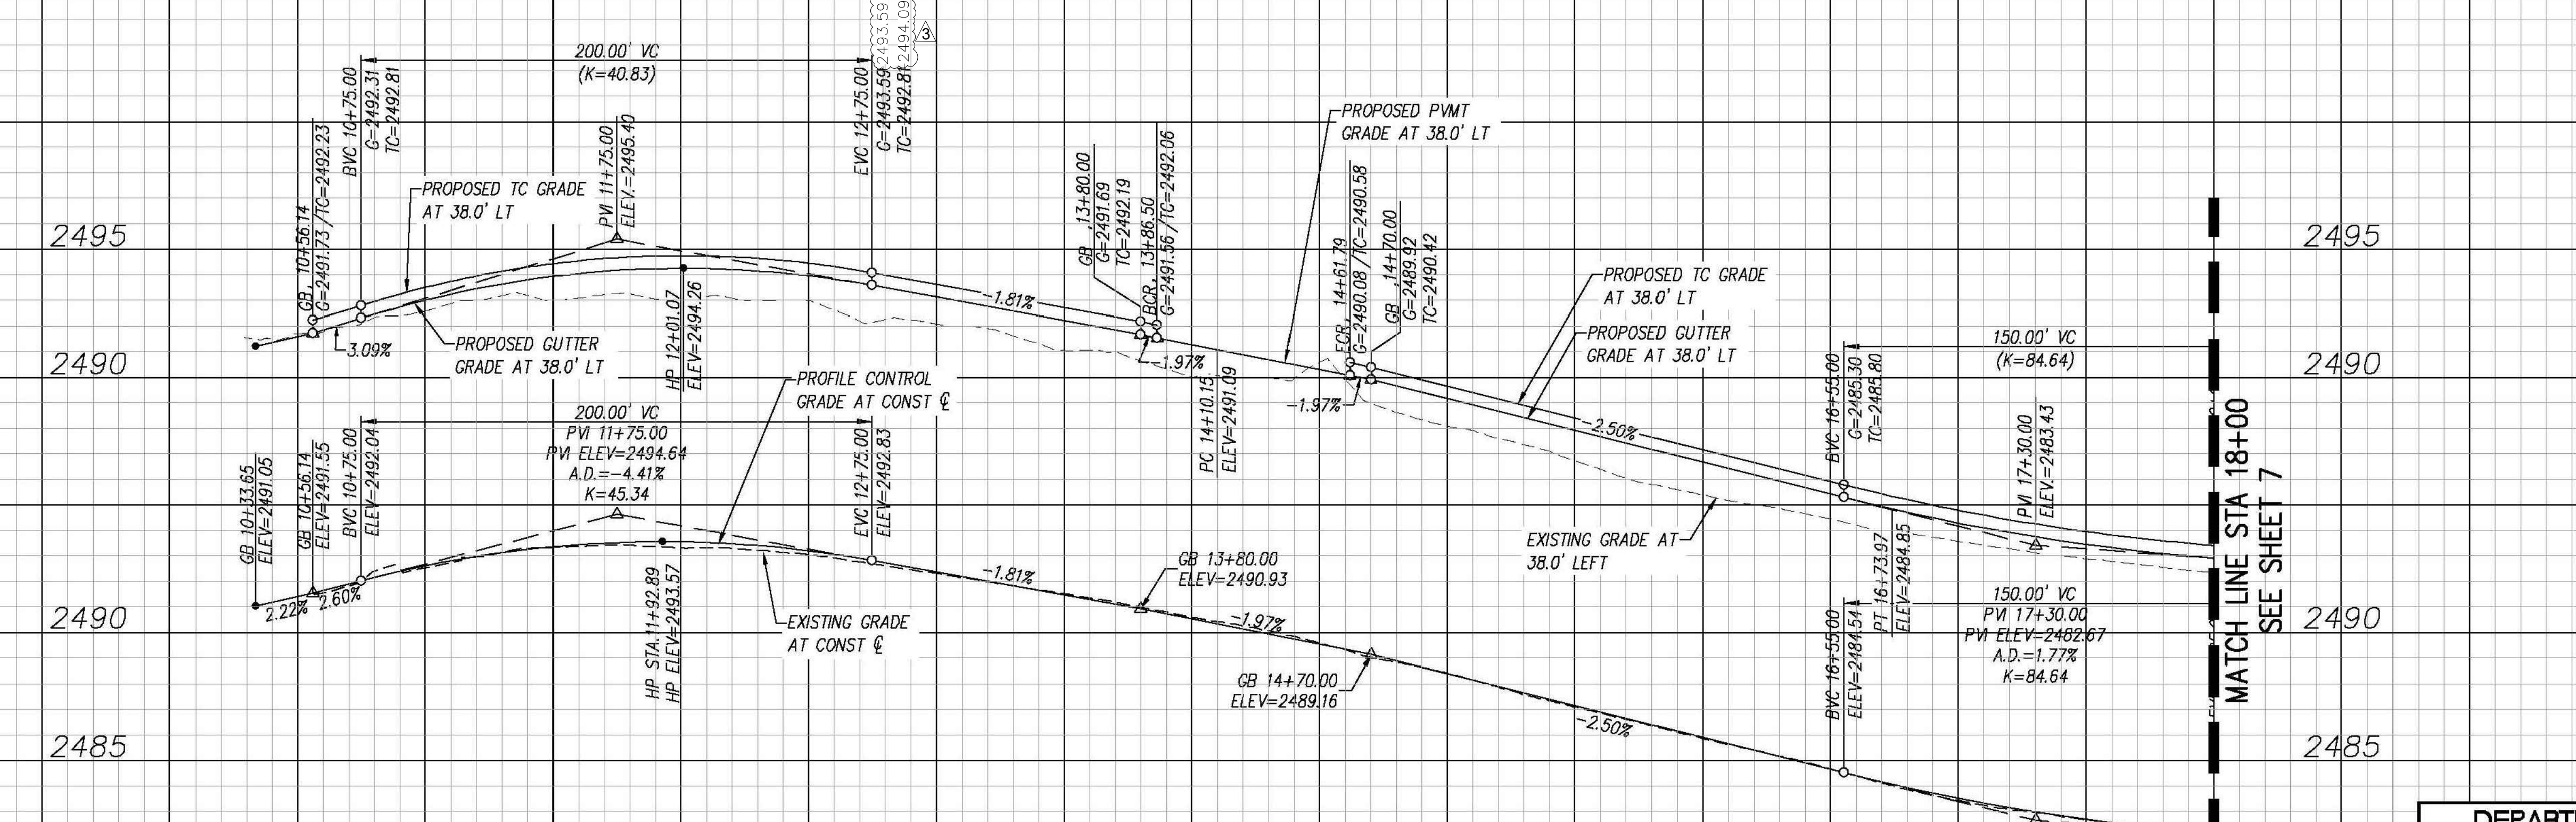 2493.59
2494.09
3
200.00' VC
(K=40.83)
BVC 10+75.00
G=2492.31
TC=2492.81
EVC 12+75.00
G=2493.59
TC=2492.81
GB , 10+56.14
G=2491.73 /TC=2492.23
PVI 11+75.00
ELEV.=2495.40
PROPOSED TC GRADE
AT 38.0' LT
PROPOSED PVMT
GRADE AT 38.0' LT
GB ,13+80.00
G=2491.69
TC=2492.19
BCR, 13+86.50
G=2491.56 /TC=2492.06
ECR, 14+61.79
G=2490.08 /TC=2490.58
GB ,14+70.00
G=2489.92
TC=2490.42
2495
2495
-1.81%
PROPOSED TC GRADE
AT 38.0' LT
PROPOSED GUTTER
GRADE AT 38.0' LT
3.09%
PROPOSED GUTTER
GRADE AT 38.0' LT
HP 12+01.07
ELEV=2494.26
-1.97%
PC 14+10.15
ELEV=2491.09
-1.97%
-2.50%
150.00' VC
(K=84.64)
BVC 16+55.00
G=2485.30
TC=2485.80
PVI 17+30.00
ELEV.=2483.43
2490
2490
PROFILE CONTROL
GRADE AT CONST ℄
200.00' VC
PVI 11+75.00
PVI ELEV=2494.64
A.D.=-4.41%
K=45.34
GB 10+33.65
ELEV=2491.05
GB 10+56.14
ELEV=2491.55
BVC 10+75.00
ELEV=2492.04
EVC 12+75.00
ELEV=2492.83
MATCH LINE STA 18+00
SEE SHEET 7
EXISTING GRADE AT
38.0' LEFT
PT 16+73.97
ELEV=2484.85
2.22%
2.60%
HP STA.11+92.89
HP ELEV=2493.57
EXISTING GRADE
AT CONST ℄
-1.81%
GB 13+80.00
ELEV=2490.93
-1.97%
GB 14+70.00
ELEV=2489.16
-2.50%
BVC 16+55.00
ELEV=2484.54
150.00' VC
PVI 17+30.00
PVI ELEV=2482.67
A.D.=1.77%
K=84.64
2490
2490
2485
2485